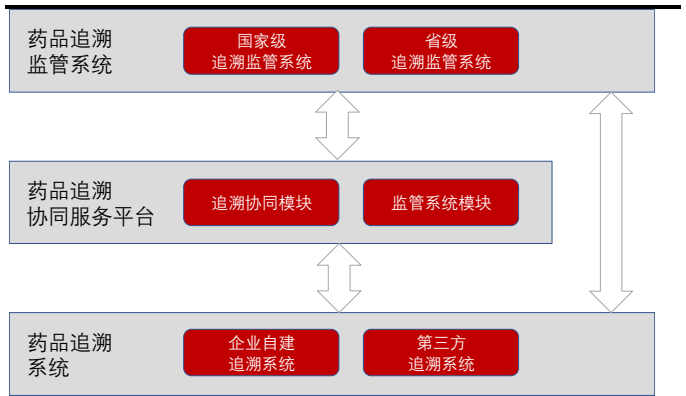 药品追溯
监管系统
国家级
追溯监管系统
省级
追溯监管系统
药品追溯
协同服务平台
追溯协同模块
监管系统模块
药品追溯
系统
企业自建
追溯系统
第三方
追溯系统